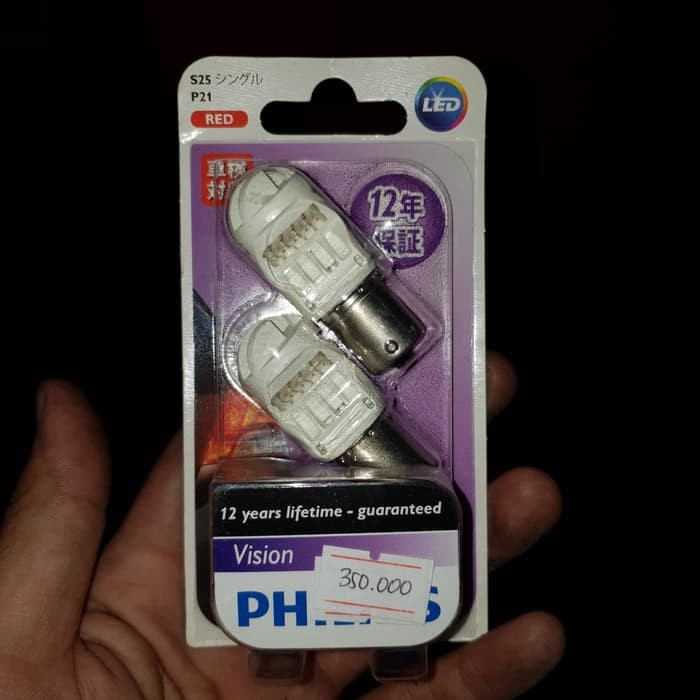 S25 シングル
P21
RED
LED
12年
保証
12 years lifetime - guaranteed
Vision
350.000